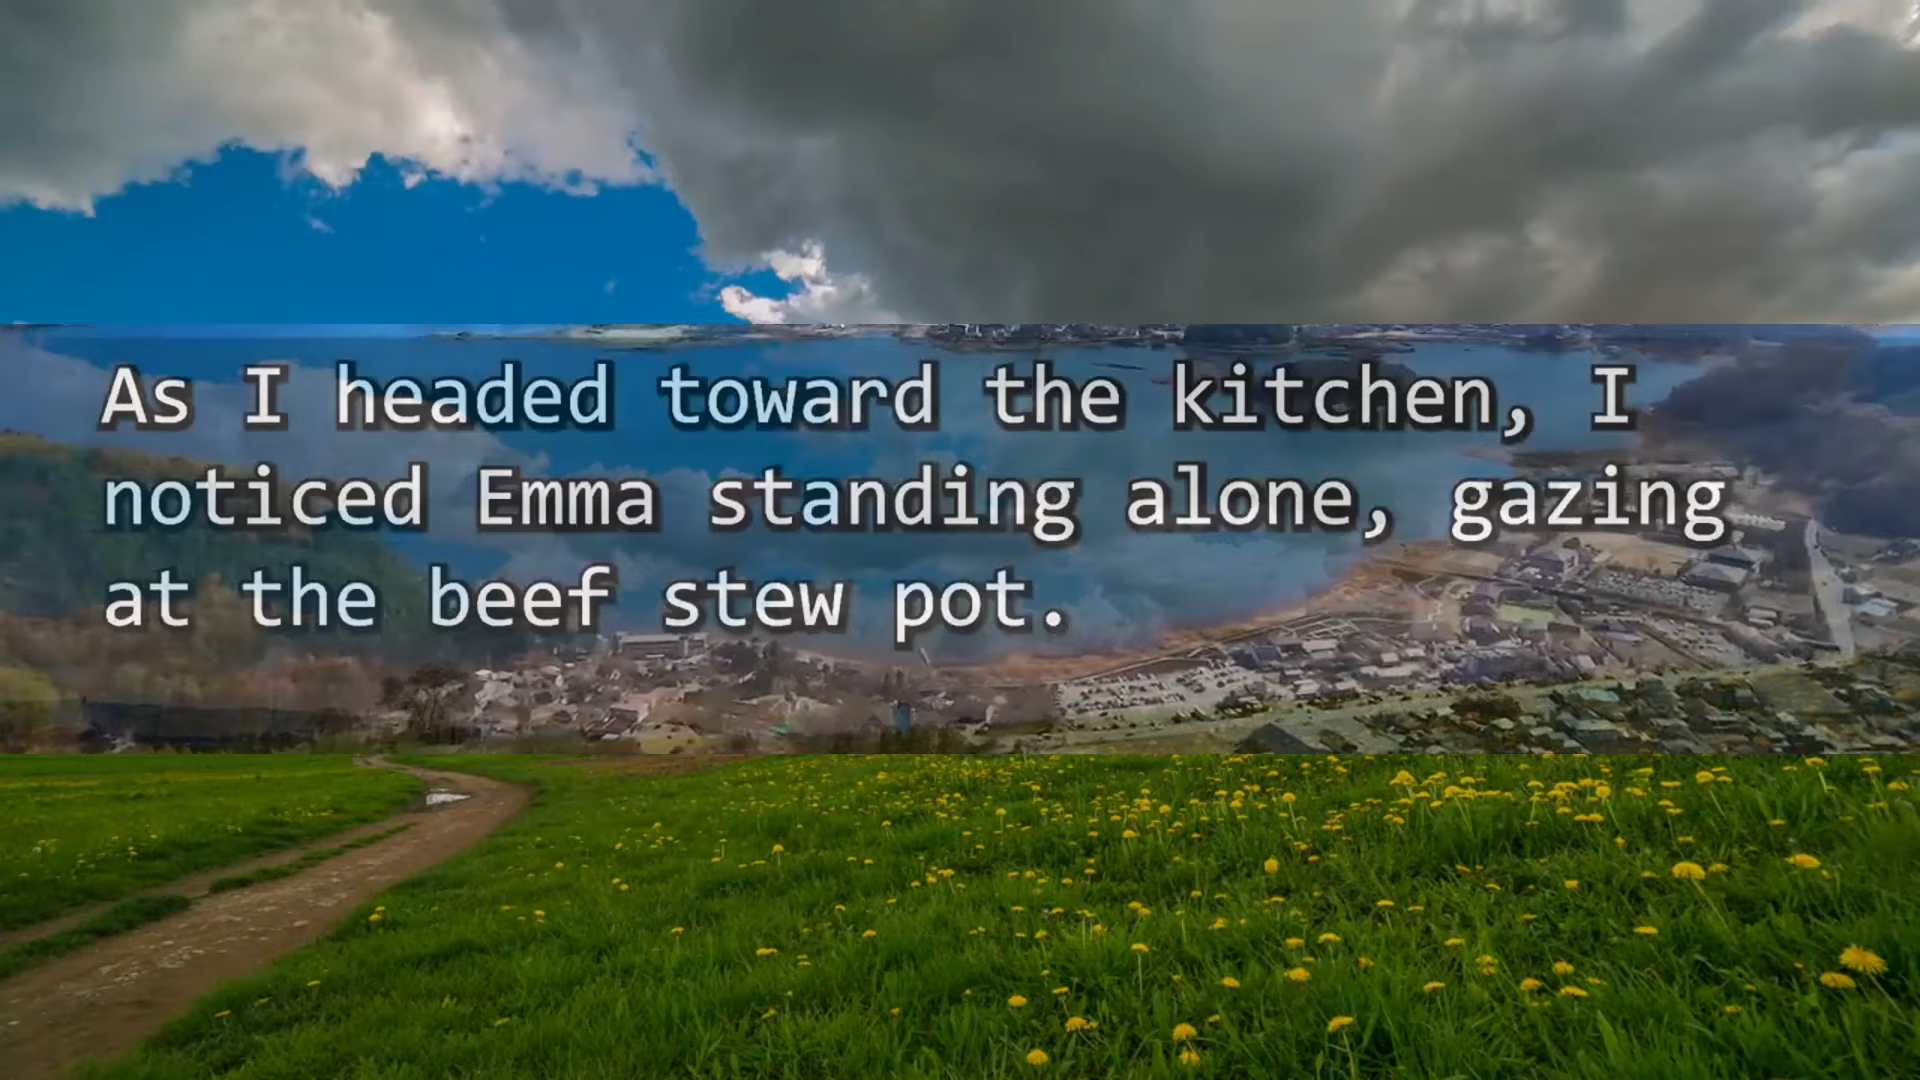 As I headed toward the kitchen, I
noticed Emma standing alone, gazing
at the beef stew pot.